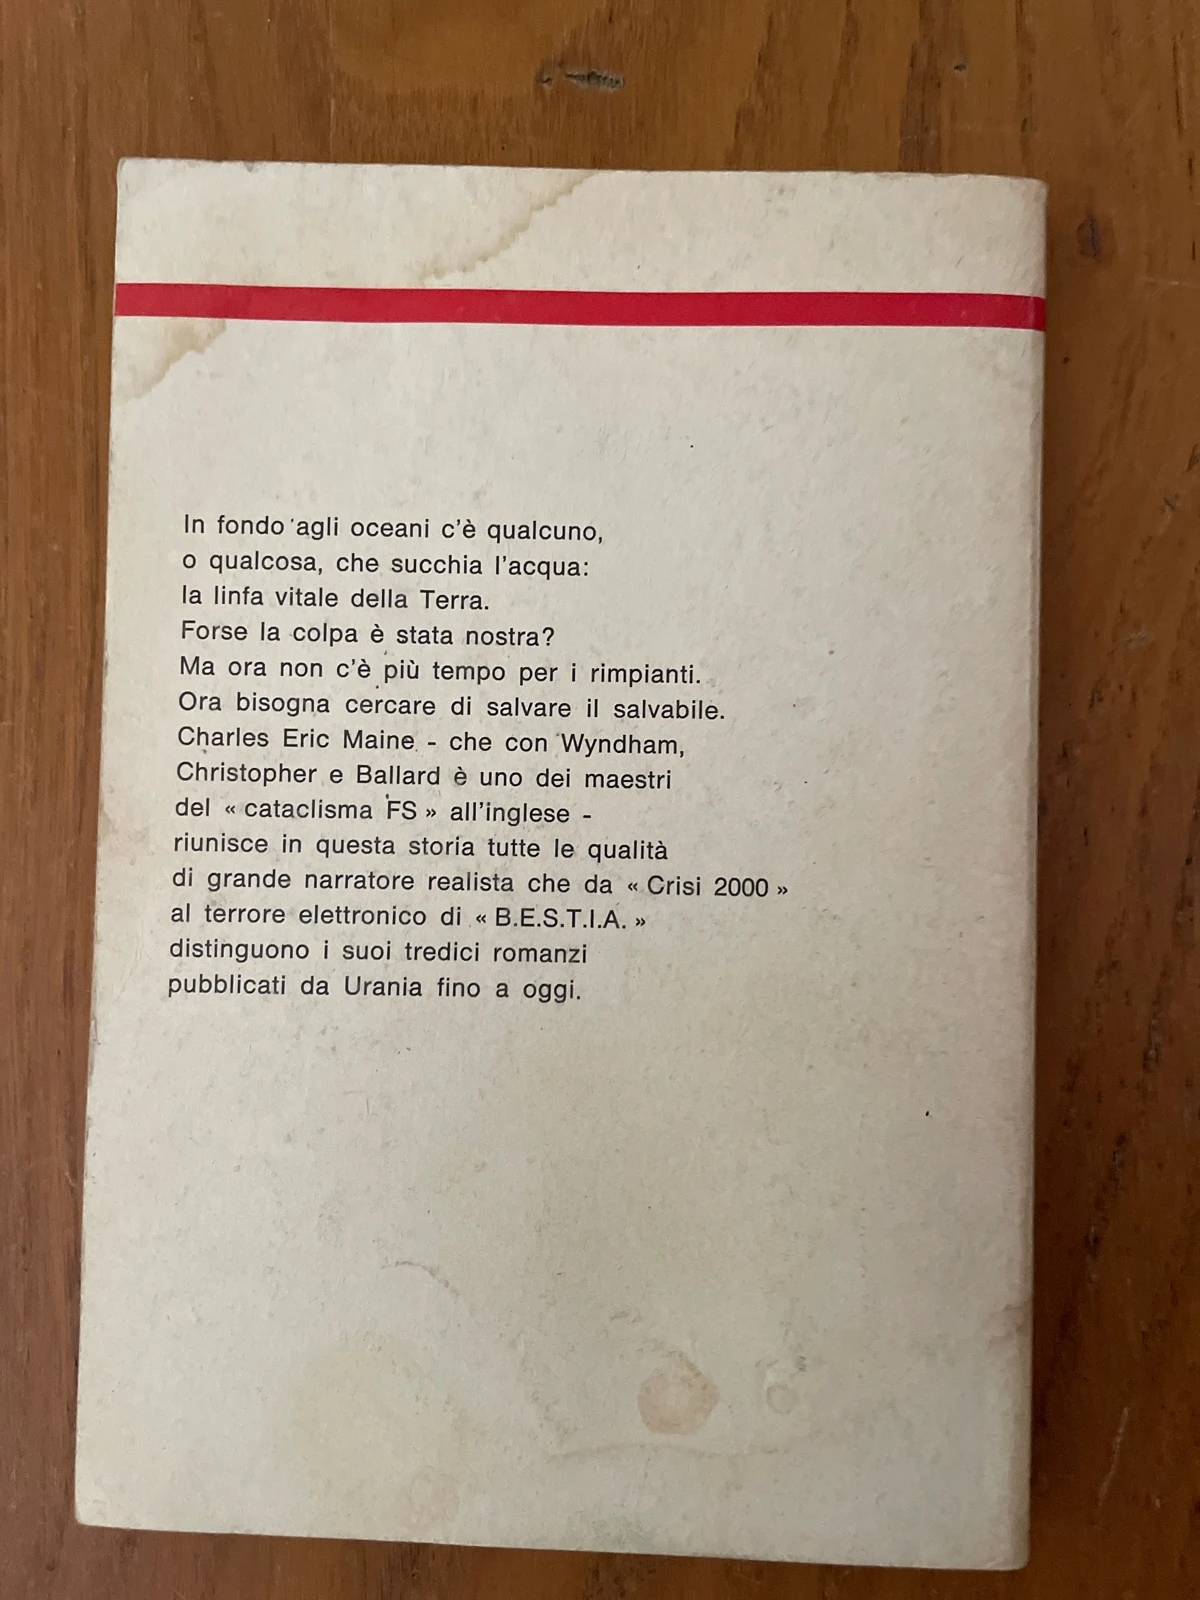 In fondo agli oceani c'è qualcuno,
o qualcosa, che succhia l'acqua:
la linfa vitale della Terra.
Forse la colpa è stata nostra?
Ma ora non c'è più tempo per i rimpianti.
Ora bisogna cercare di salvare il salvabile.
Charles Eric Maine - che con Wyndham,
Christopher e Ballard è uno dei maestri
del « cataclisma FS » all'inglese -
riunisce in questa storia tutte le qualità
di grande narratore realista che da « Crisi 2000 »
al terrore elettronico di « B.E.S.T.I.A. »
distinguono i suoi tredici romanzi
pubblicati da Urania fino a oggi.